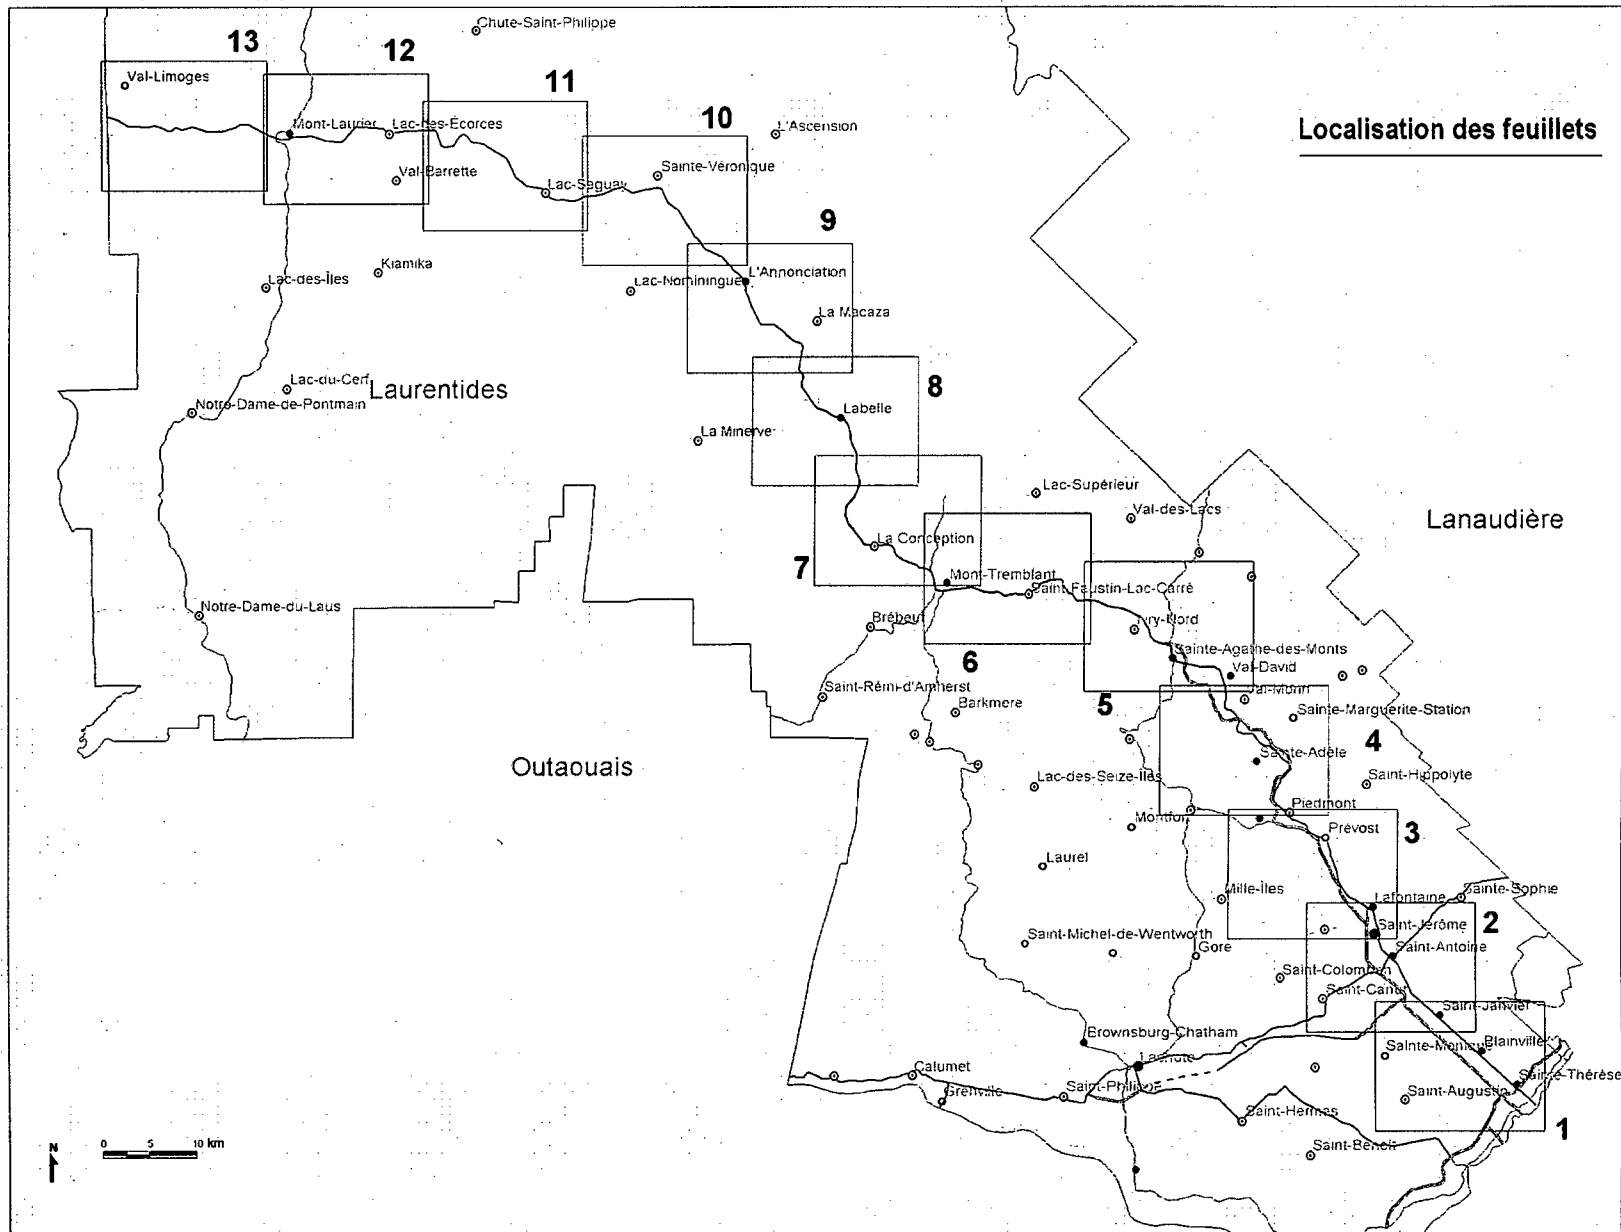 Chute-Saint-Philippe
13
12
Val-Limoges
11
10
Localisation des feuillets
Mont-Laurier
Lac-des-Écorces
L'Ascension
Val-Barrette
Sainte-Véronique
Lac-Saguay
9
Kiamika
Lac-des-Îles
L'Annonciation
Lac-Nominingue
La Macaza
Lac-du-Cerf
Laurentides
8
Notre-Dame-de-Pontmain
Labelle
La Minerve
Lac-Supérieur
Val-des-Lacs
Lanaudière
La Conception
7
Mont-Tremblant
Saint-Faustin-Lac-Carré
Notre-Dame-du-Laus
Brébeuf
Ivry-Nord
Sainte-Agathe-des-Monts
6
Val-David
Saint-Rémi-d'Amherst
Val-Morin
Barkmere
5
Sainte-Marguerite-Station
4
Sainte-Adèle
Outaouais
Lac-des-Seize-Îles
Saint-Hippolyte
Piedmont
Montfort
Prévost
3
Laurel
Mille-Îles
Lafontaine
Sainte-Sophie
2
Saint-Jérôme
Saint-Michel-de-Wentworth
Gore
Saint-Antoine
Saint-Colomban
Saint-Canut
Saint-Janvier
Brownsburg-Chatham
Sainte-Monique
Blainville
Lachute
Calumet
Sainte-Thérèse
Saint-Philippe
Grenville
Saint-Augustin
Saint-Hermas
1
Saint-Benoît
N
0 5 10 km